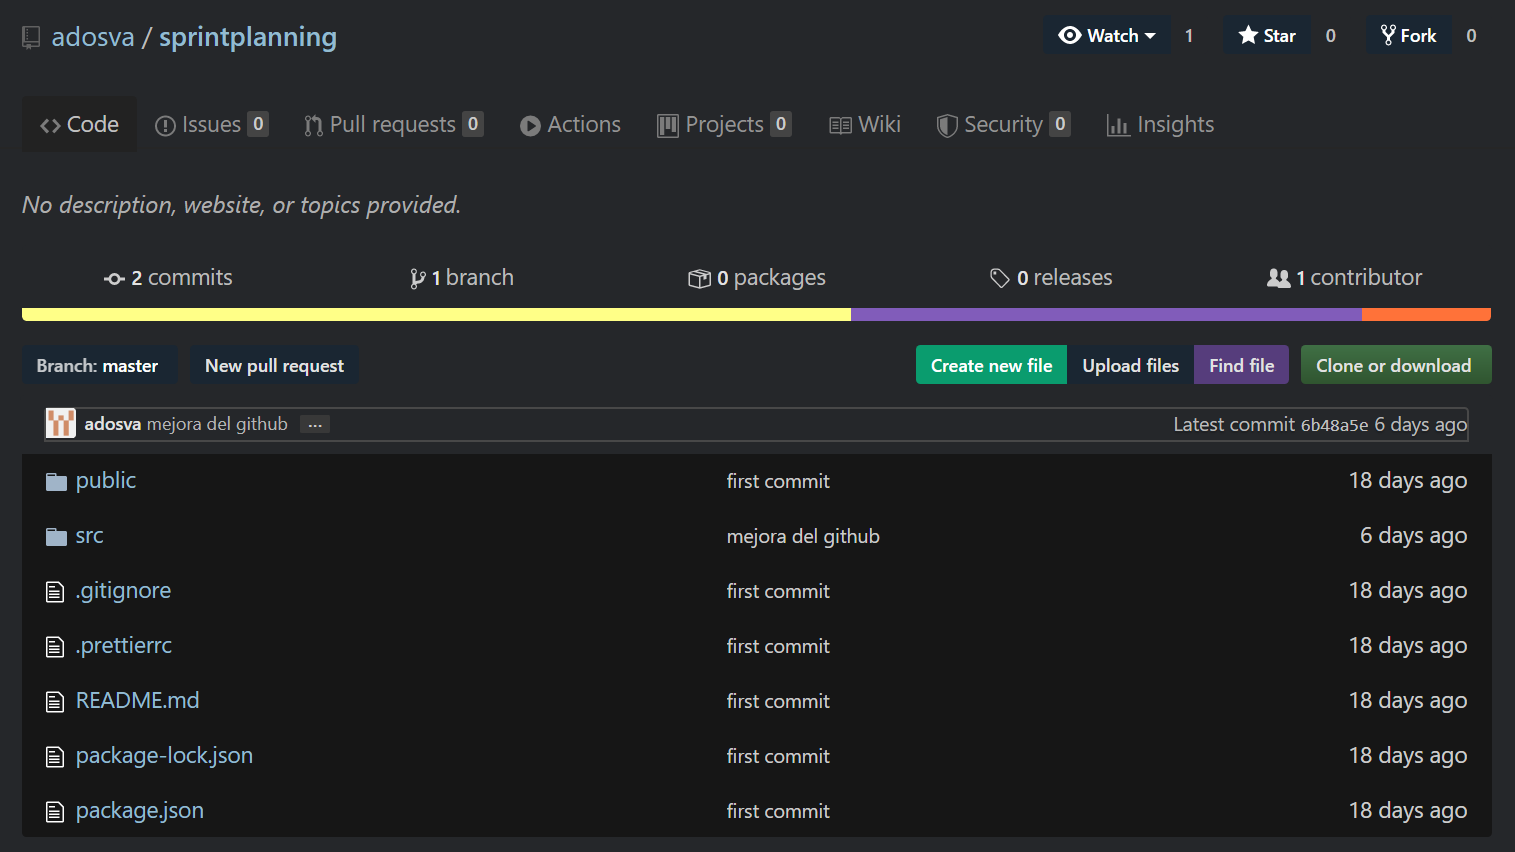 adosva / sprintplanning
Watch 1 Star 0 Fork 0
Code Issues 0 Pull requests 0 Actions Projects 0 Wiki Security 0 Insights
No description, website, or topics provided.
2 commits 1 branch 0 packages 0 releases 1 contributor
Branch: master New pull request Create new file Upload files Find file Clone or download
adosva mejora del github ... Latest commit 6b48a5e 6 days ago
public first commit 18 days ago
src mejora del github 6 days ago
.gitignore first commit 18 days ago
.prettierrc first commit 18 days ago
README.md first commit 18 days ago
package-lock.json first commit 18 days ago
package.json first commit 18 days ago